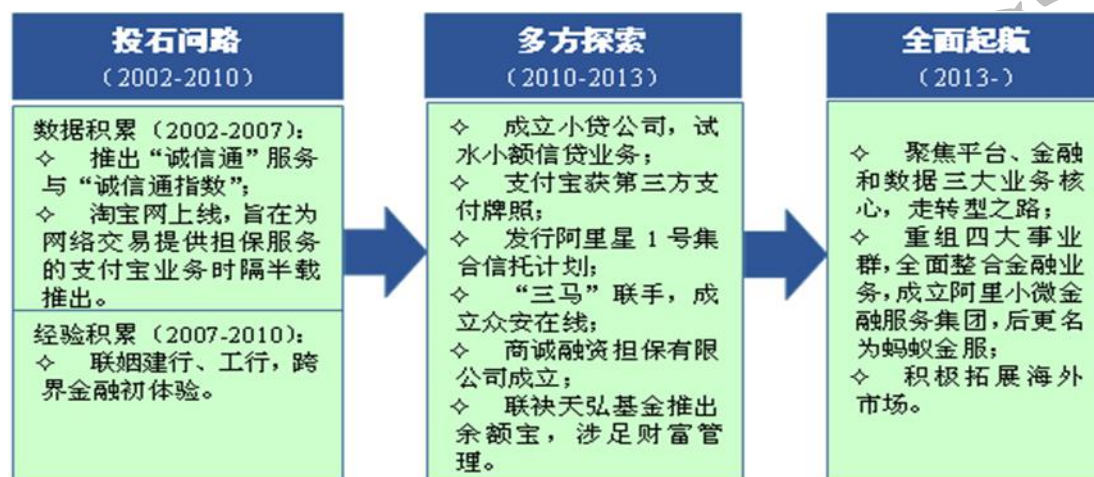 投石问路
（2002-2010）
数据积累（2002-2007）：
✧ 推出“诚信通”服务
与“诚信通指数”；
✧ 淘宝网上线，旨在为
网络交易提供担保服务
的支付宝业务时隔半载
推出。
经验积累（2007-2010）：
✧ 联姻建行、工行，跨
界金融初体验。
多方探索
（2010-2013）
✧ 成立小贷公司，试
水小额信贷业务；
✧ 支付宝获第三方支
付牌照；
✧ 发行阿里星 1 号集
合信托计划；
✧ “三马”联手，成
立众安在线；
✧ 商诚融资担保有限
公司成立；
✧ 联袂天弘基金推出
余额宝，涉足财富管
理。
全面起航
（2013-）
✧ 聚焦平台、金融
和数据三大业务核
心，走转型之路；
✧ 重组四大事业
群，全面整合金融业
务，成立阿里小微金
融服务集团，后更名
为蚂蚁金服；
✧ 积极拓展海外
市场。